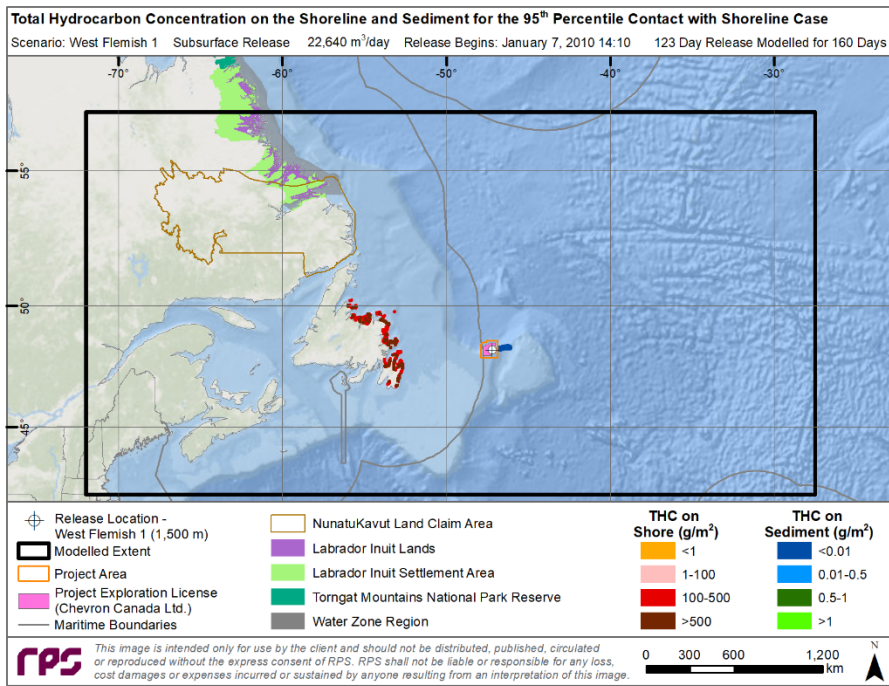 Total Hydrocarbon Concentration on the Shoreline and Sediment for the 95th Percentile Contact with Shoreline Case
Scenario: West Flemish 1 Subsurface Release 22,640 m³/day Release Begins: January 7, 2010 14:10 123 Day Release Modelled for 160 Days
-70° -60° -50° -40° -30°
55°
50°
45°
Release Location -
West Flemish 1 (1,500 m)
Modelled Extent
Project Area
Project Exploration License
(Chevron Canada Ltd.)
Maritime Boundaries
NunatuKavut Land Claim Area
Labrador Inuit Lands
Labrador Inuit Settlement Area
Torngat Mountains National Park Reserve
Water Zone Region
THC on
Shore (g/m²)
<1
1-100
100-500
>500
THC on
Sediment (g/m²)
<0.01
0.01-0.5
0.5-1
>1
RPS
This image is intended only for use by the client and should not be distributed, published, circulated
or reproduced without the express consent of RPS. RPS shall not be liable or responsible for any loss,
cost damages or expenses incurred or sustained by anyone resulting from an interpretation of this image.
0 300 600 1,200
km
N